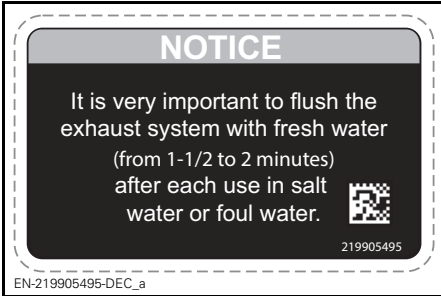 NOTICE
It is very important to flush the
exhaust system with fresh water
(from 1-1/2 to 2 minutes)
after each use in salt
water or foul water.
219905495
EN-219905495-DEC_a